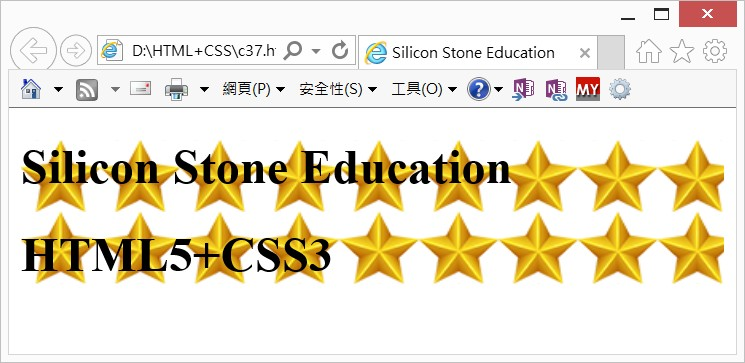 D:\HTML+CSS\c37.h
Silicon Stone Education
網頁(P) 安全性(S) 工具(O) ? N N MY
Silicon Stone Education
HTML5+CSS3